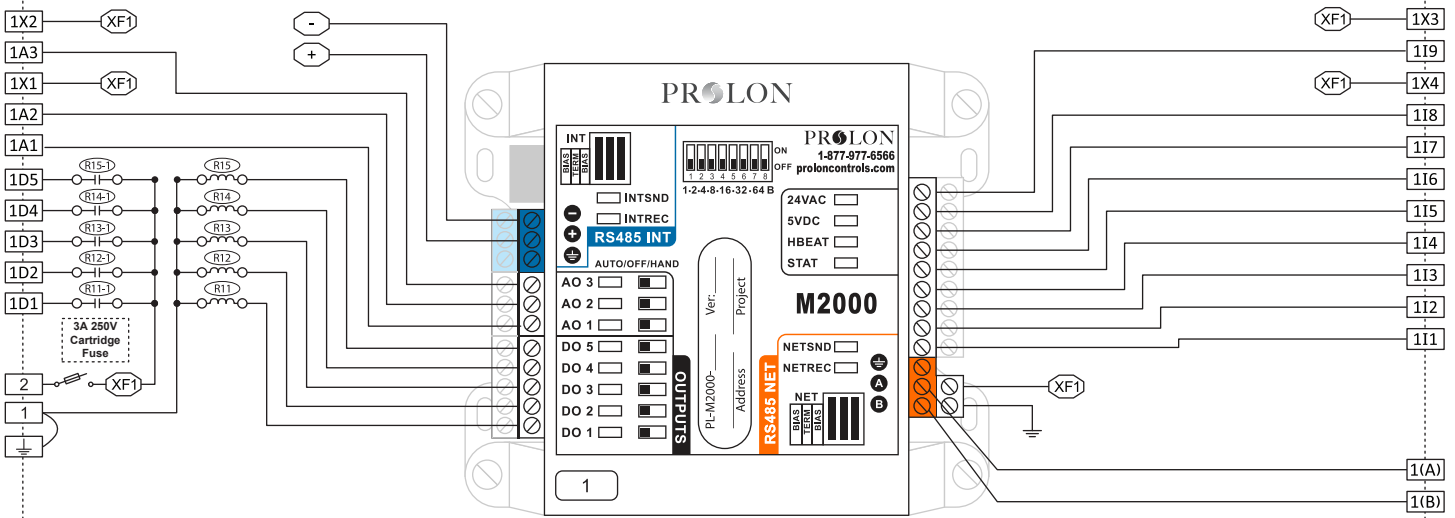 1X2
XF1
1A3
1X1
XF1
1A2
1A1
1D5
R15-1
R15
1D4
R14-1
R14
1D3
R13-1
R13
1D2
R12-1
R12
1D1
R11-1
R11
3A 250V
Cartridge
Fuse
2
XF1
1
-
+
PROLON
INT
BIAS
TERM
BIAS
INTSND
INTREC
RS485 INT
AUTO/OFF/HAND
AO 3
AO 2
AO 1
DO 5
DO 4
DO 3
DO 2
DO 1
OUTPUTS
1 2 3 4 5 6 7 8
ON
OFF
1·2·4·8·16·32·64 B
PROLON
1-877-977-6566
proloncontrols.com
24VAC
5VDC
HBEAT
STAT
PL-M2000-
Ver:
Address
Project
M2000
NETSND
NETREC
RS485 NET
NET
BIAS
TERM
BIAS
A
B
1
XF1
1X3
1I9
XF1
1X4
1I8
1I7
1I6
1I5
1I4
1I3
1I2
1I1
XF1
1(A)
1(B)